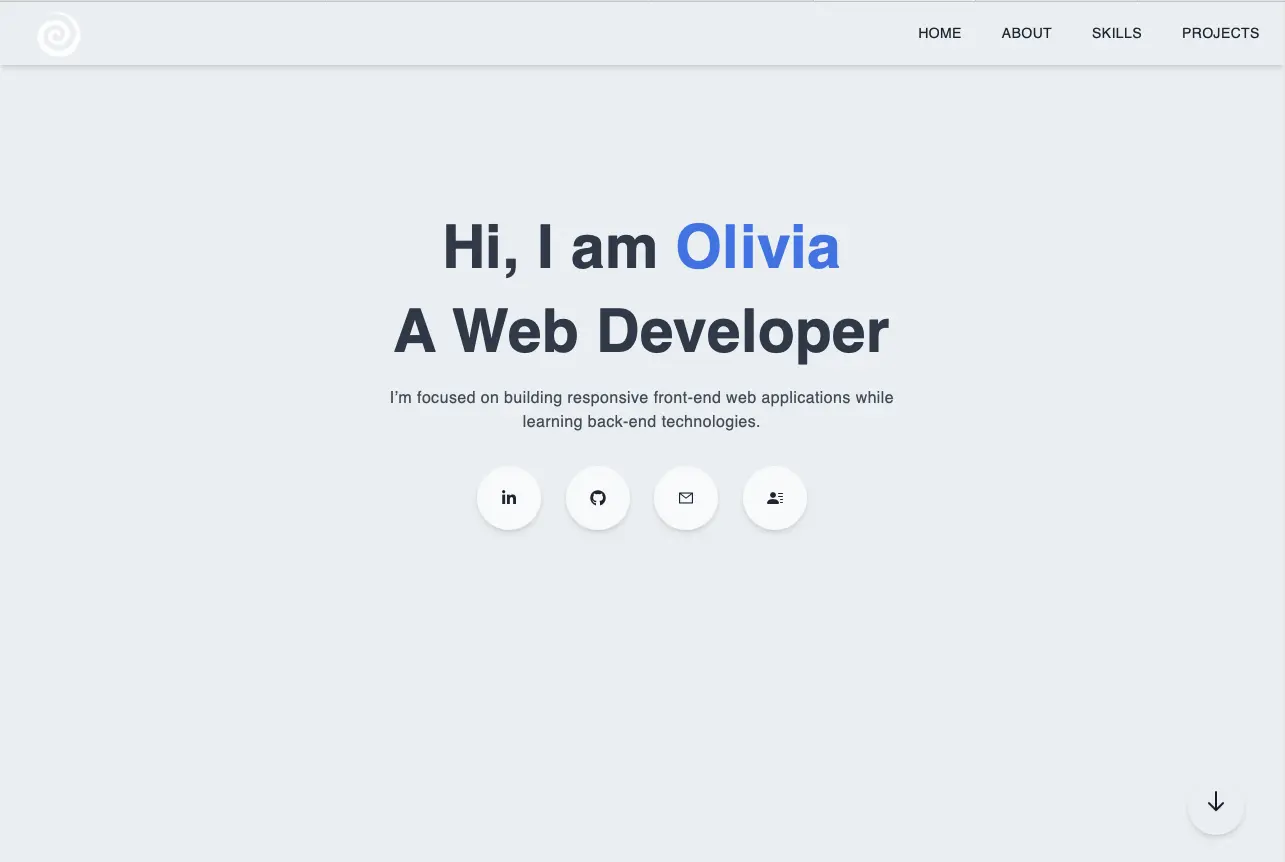 HOME ABOUT SKILLS PROJECTS
Hi, I am Olivia
A Web Developer
I’m focused on building responsive front-end web applications while
learning back-end technologies.
in